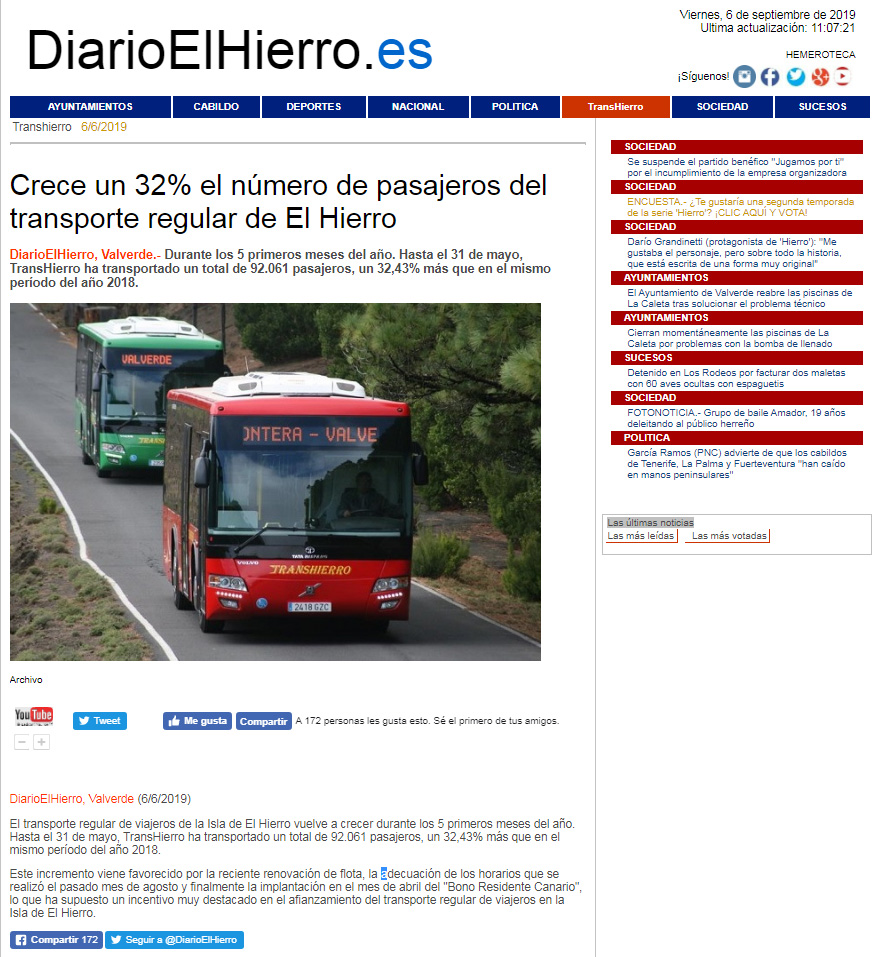 Viernes, 6 de septiembre de 2019
Ultima actualización: 11:07:21
DiarioElHierro.es
HEMEROTECA
¡Síguenos!
AYUNTAMIENTOS CABILDO DEPORTES NACIONAL POLITICA TransHierro SOCIEDAD SUCESOS
Transhierro 6/6/2019
Crece un 32% el número de pasajeros del
transporte regular de El Hierro
DiarioElHierro, Valverde.- Durante los 5 primeros meses del año. Hasta el 31 de mayo,
TransHierro ha transportado un total de 92.061 pasajeros, un 32,43% más que en el mismo
período del año 2018.
VALVERDE
TRANSHIERRO
ONTERA - VALVE
TATA HISPANO
VOLVO
TRANSHIERRO
2418 GZC
Archivo
YouTube
Tweet
Me gusta
Compartir
A 172 personas les gusta esto. Sé el primero de tus amigos.
DiarioElHierro, Valverde (6/6/2019)
El transporte regular de viajeros de la Isla de El Hierro vuelve a crecer durante los 5 primeros meses del año.
Hasta el 31 de mayo, TransHierro ha transportado un total de 92.061 pasajeros, un 32,43% más que en el
mismo período del año 2018.
Este incremento viene favorecido por la reciente renovación de flota, la adecuación de los horarios que se
realizó el pasado mes de agosto y finalmente la implantación en el mes de abril del "Bono Residente Canario",
lo que ha supuesto un incentivo muy destacado en el afianzamiento del transporte regular de viajeros en la
Isla de El Hierro.
Compartir 172
Seguir a @DiarioElHierro
SOCIEDAD
Se suspende el partido benéfico "Jugamos por ti"
por el incumplimiento de la empresa organizadora
SOCIEDAD
ENCUESTA.- ¿Te gustaría una segunda temporada
de la serie 'Hierro'? ¡CLIC AQUÍ Y VOTA!
SOCIEDAD
Darío Grandinetti (protagonista de 'Hierro'): "Me
gustaba el personaje, pero sobre todo la historia,
que está escrita de una forma muy original"
AYUNTAMIENTOS
El Ayuntamiento de Valverde reabre las piscinas de
La Caleta tras solucionar el problema técnico
AYUNTAMIENTOS
Cierran momentáneamente las piscinas de La
Caleta por problemas con la bomba de llenado
SUCESOS
Detenido en Los Rodeos por facturar dos maletas
con 60 aves ocultas con espaguetis
SOCIEDAD
FOTONOTICIA.- Grupo de baile Amador, 19 años
deleitando al público herreño
POLITICA
García Ramos (PNC) advierte de que los cabildos
de Tenerife, La Palma y Fuerteventura "han caído
en manos peninsulares"
Las últimas noticias
Las más leídas Las más votadas